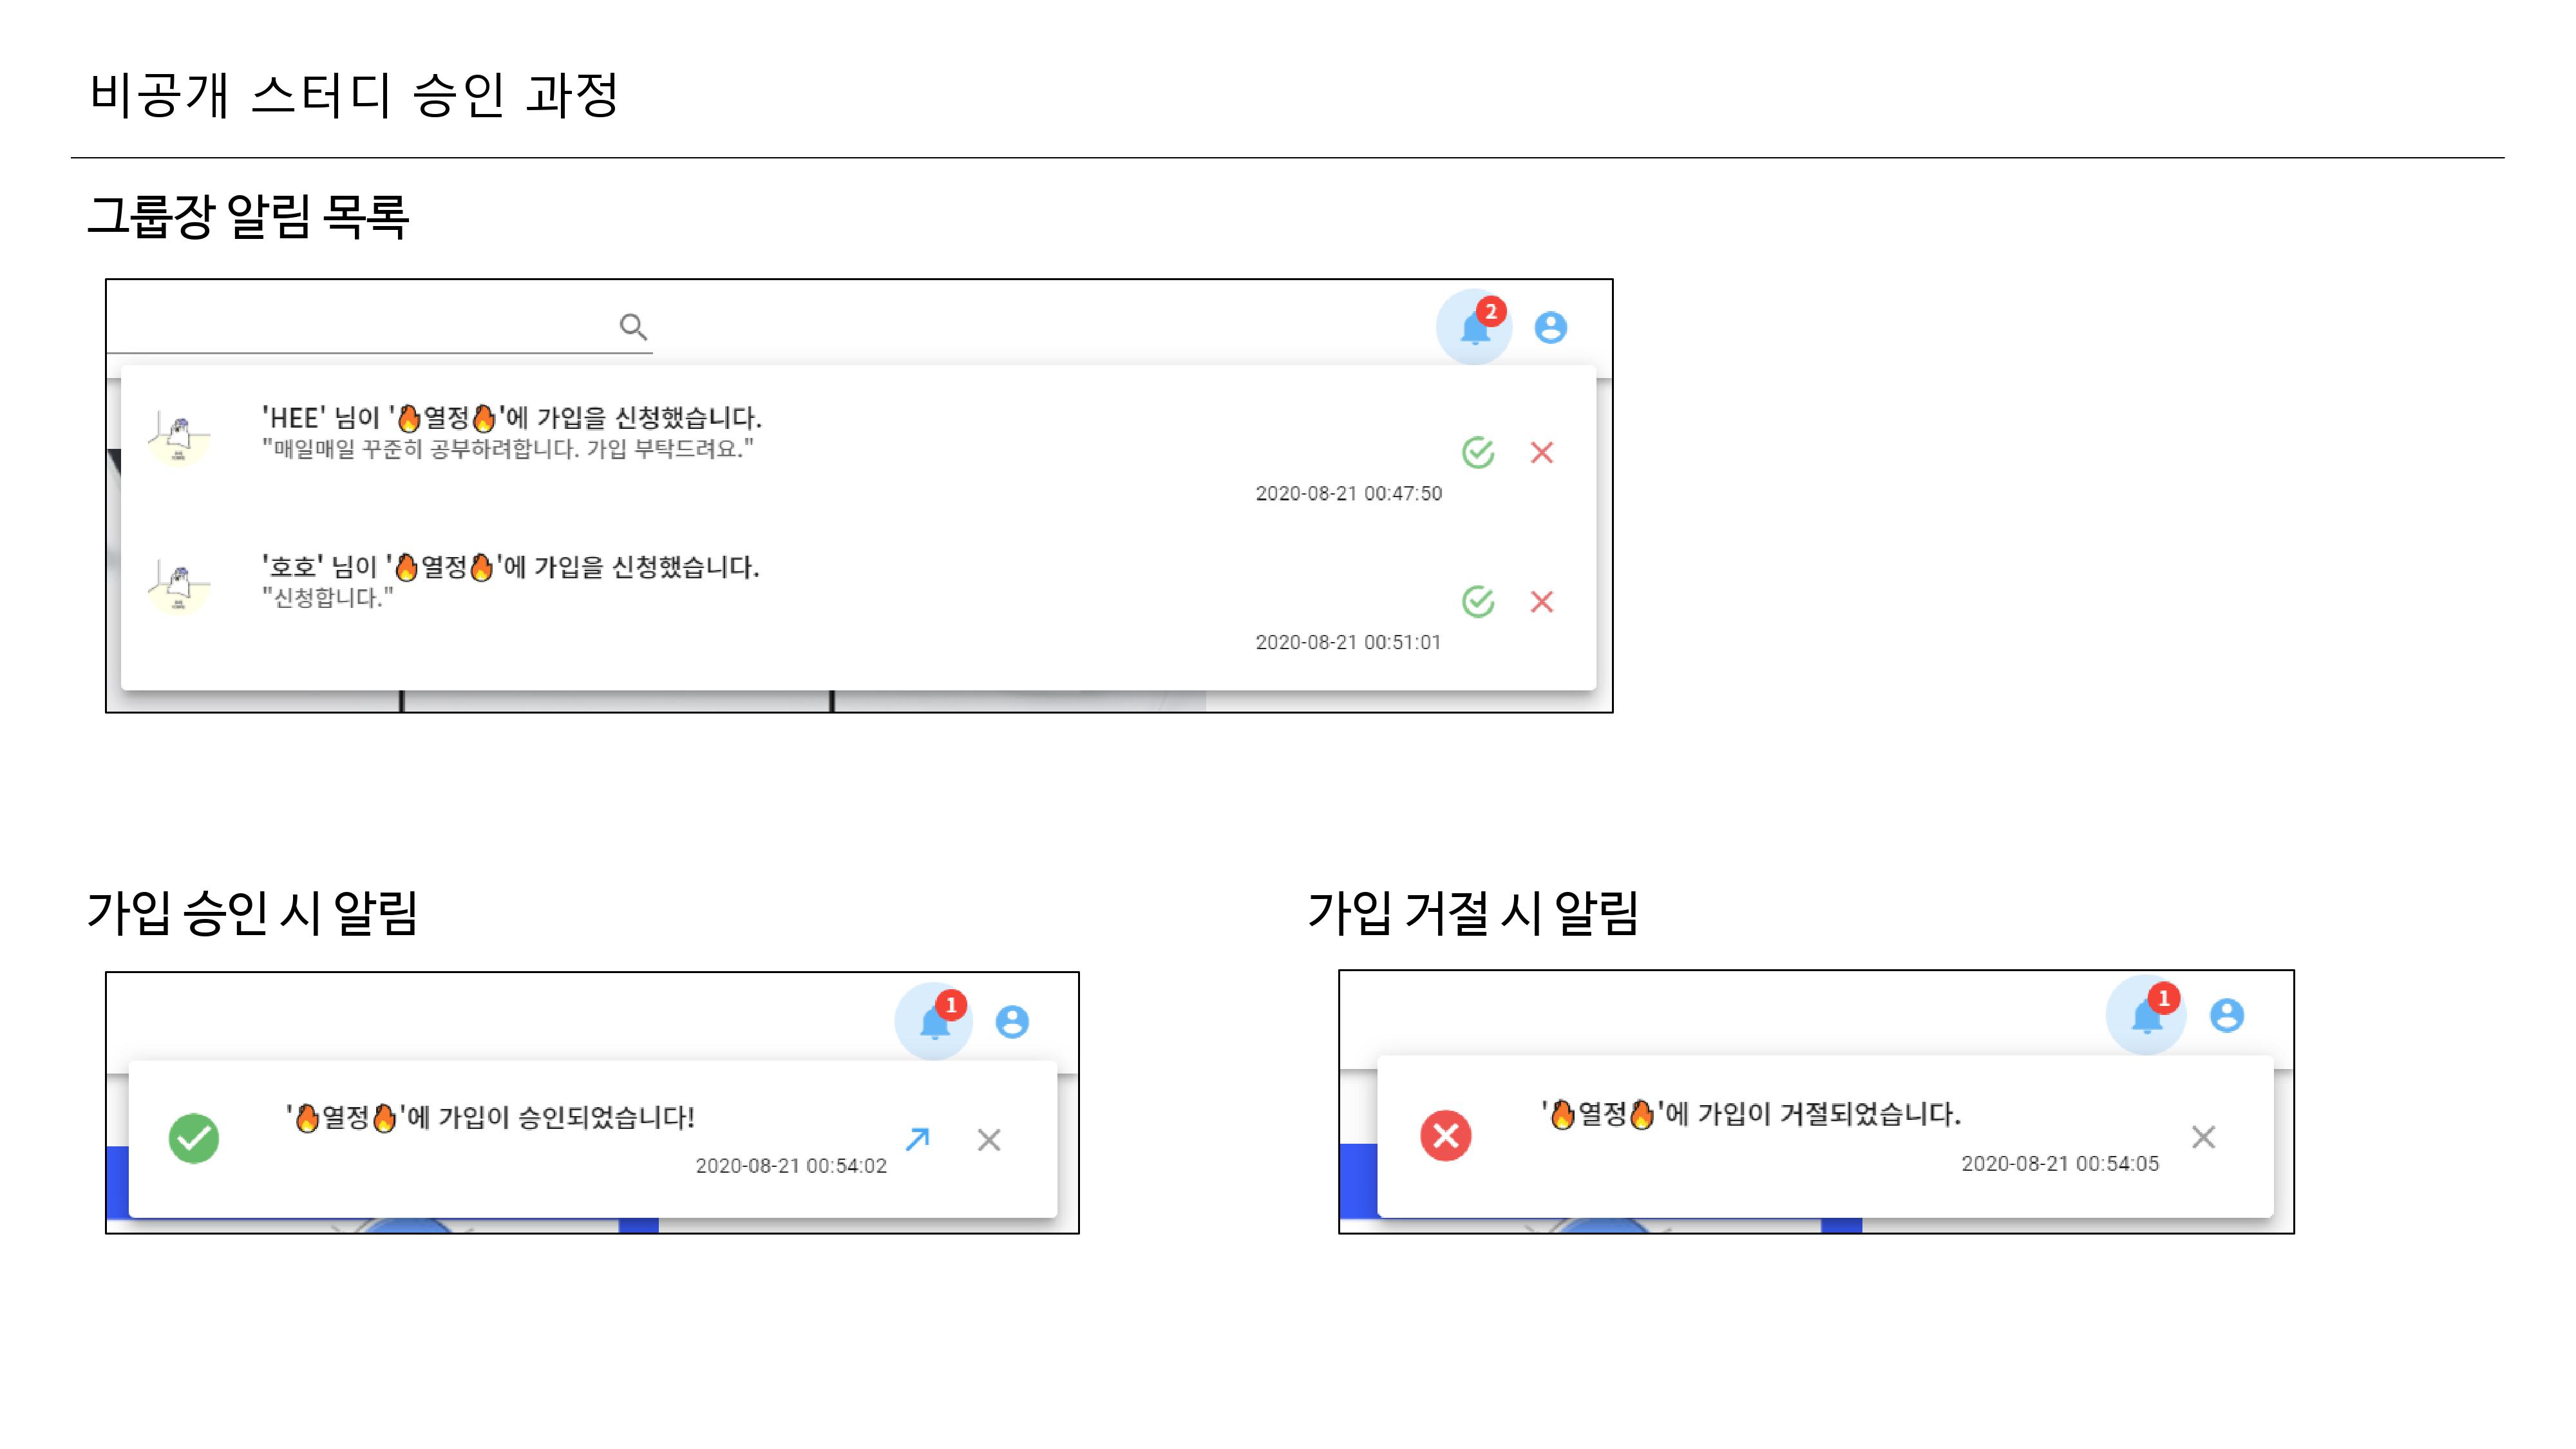 비공개 스터디 승인 과정
그룹장 알림 목록
2
'HEE' 님이 '🔥열정🔥'에 가입을 신청했습니다.
"매일매일 꾸준히 공부하려합니다. 가입 부탁드려요."
2020-08-21 00:47:50
'호호' 님이 '🔥열정🔥'에 가입을 신청했습니다.
"신청합니다."
2020-08-21 00:51:01
가입 승인 시 알림
1
'🔥열정🔥'에 가입이 승인되었습니다!
2020-08-21 00:54:02
가입 거절 시 알림
1
'🔥열정🔥'에 가입이 거절되었습니다.
2020-08-21 00:54:05